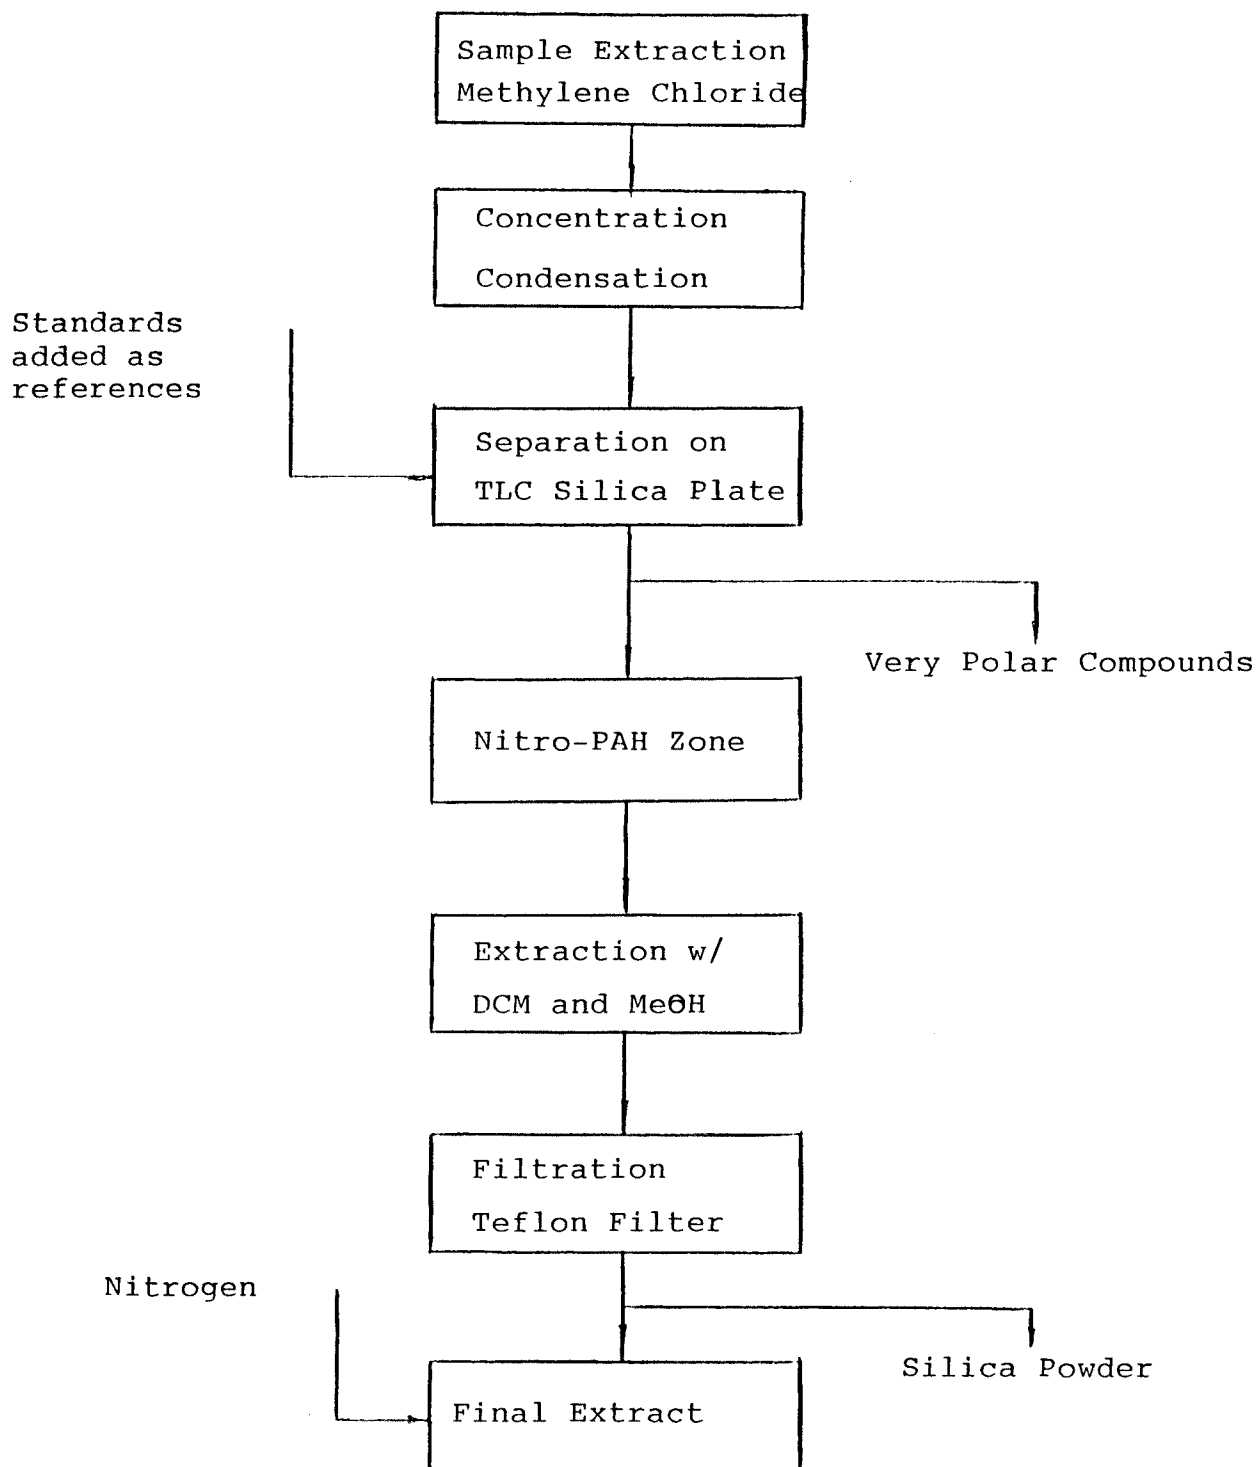 Sample Extraction
Methylene Chloride
Concentration
Condensation
Standards
added as
references
Separation on
TLC Silica Plate
Very Polar Compounds
Nitro-PAH Zone
Extraction w/
DCM and MeOH
Filtration
Teflon Filter
Nitrogen
Silica Powder
Final Extract